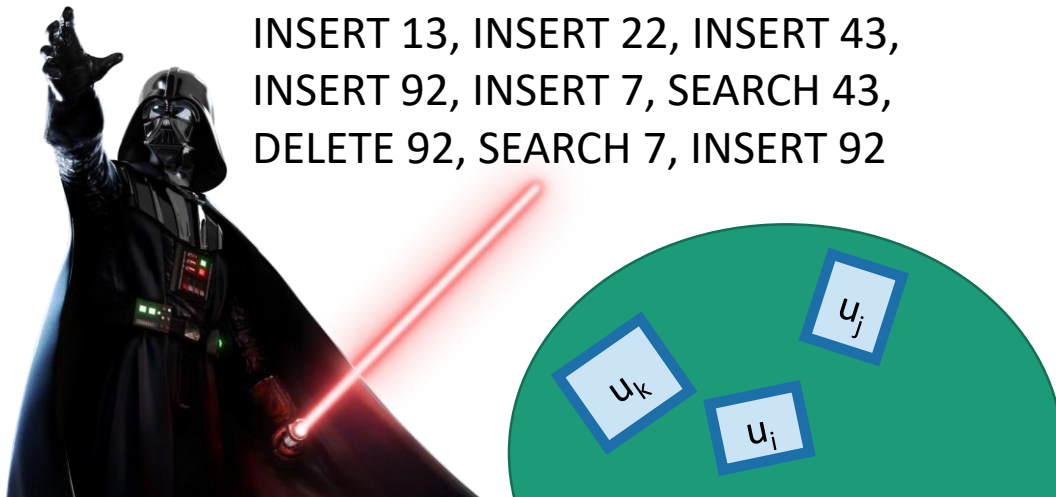 INSERT 13, INSERT 22, INSERT 43,
INSERT 92, INSERT 7, SEARCH 43,
DELETE 92, SEARCH 7, INSERT 92
uj
uk
ui